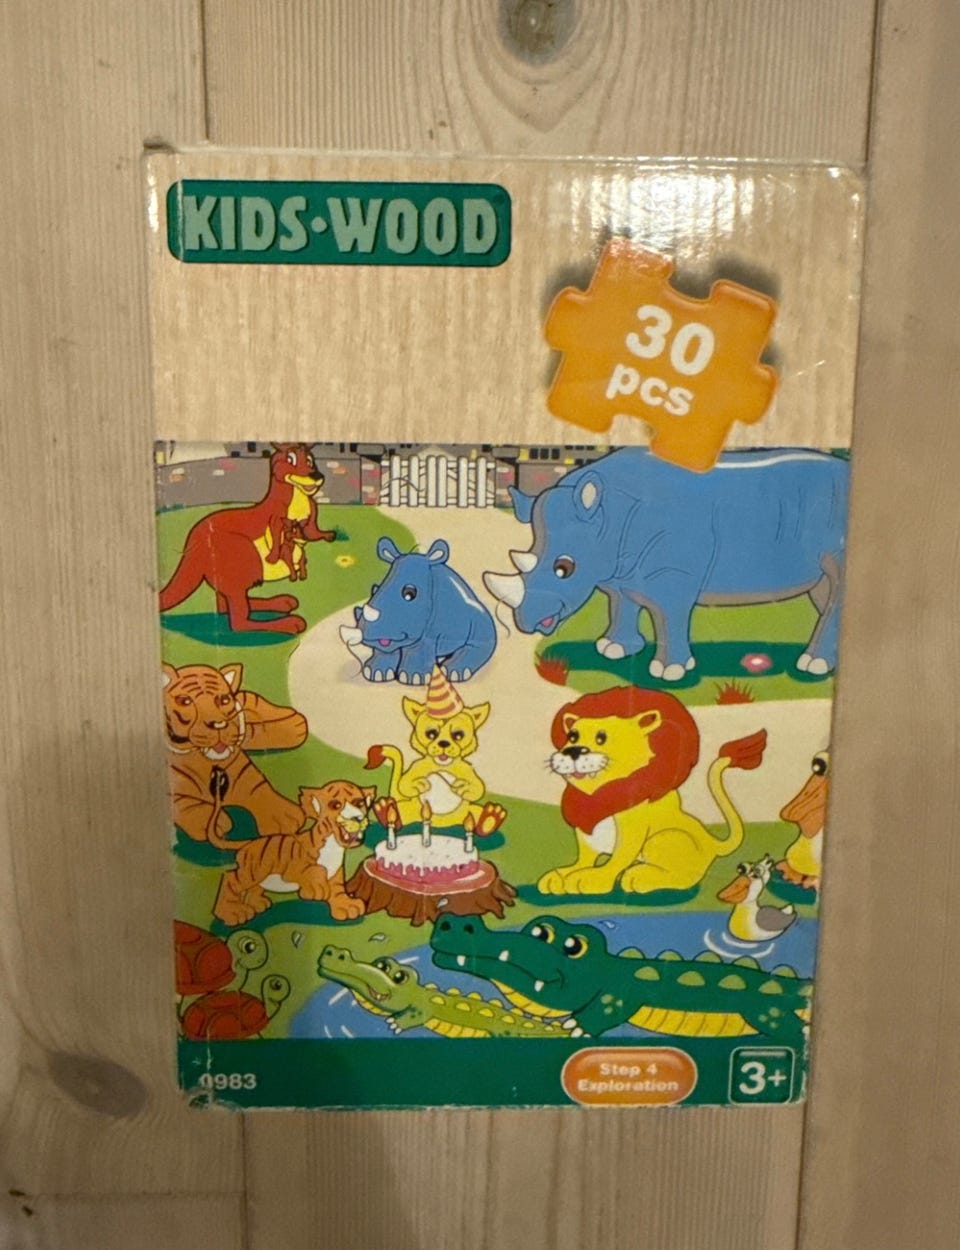 KIDS•WOOD
30
pcs
0983
Step 4
Exploration
3+